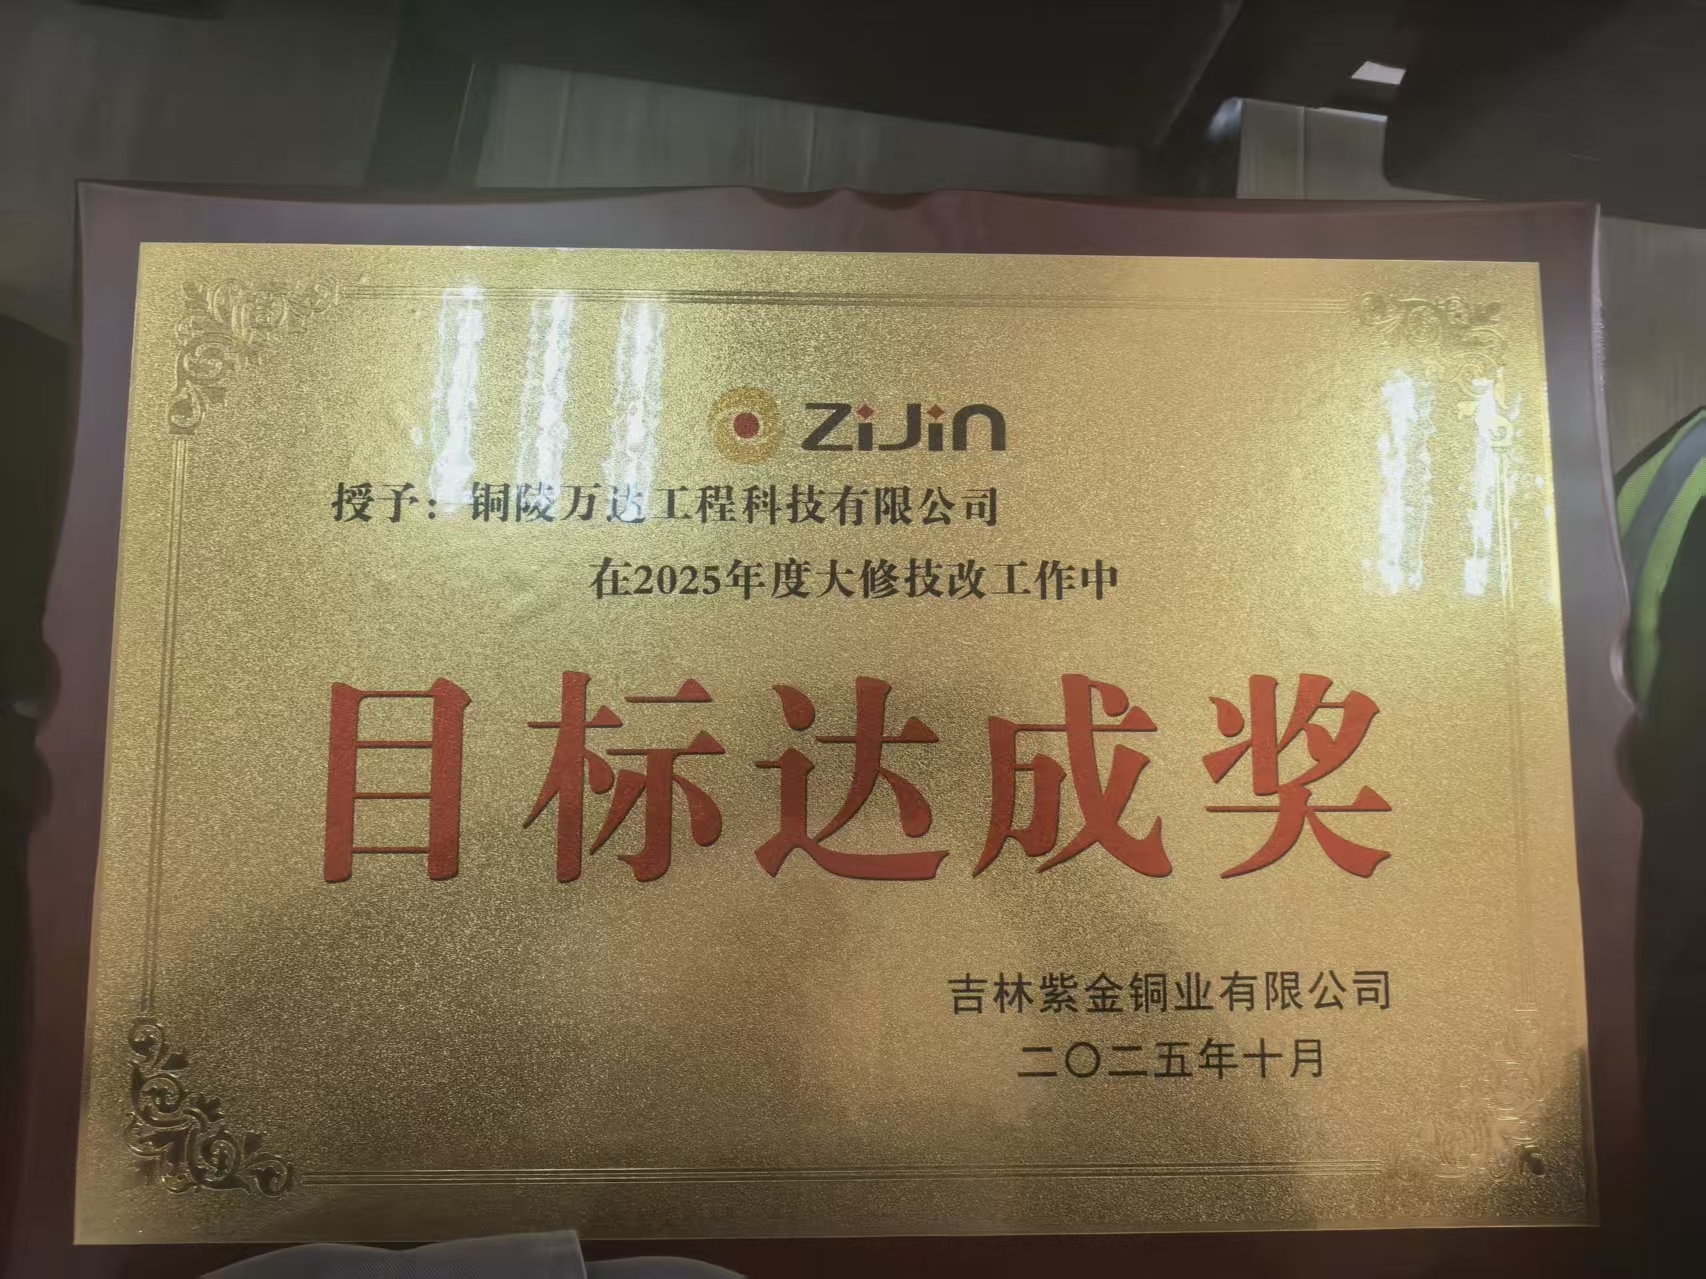 ZiJin
授予：铜陵万达工程科技有限公司
在2025年度大修技改工作中
目标达成奖
吉林紫金铜业有限公司
二〇二五年十月